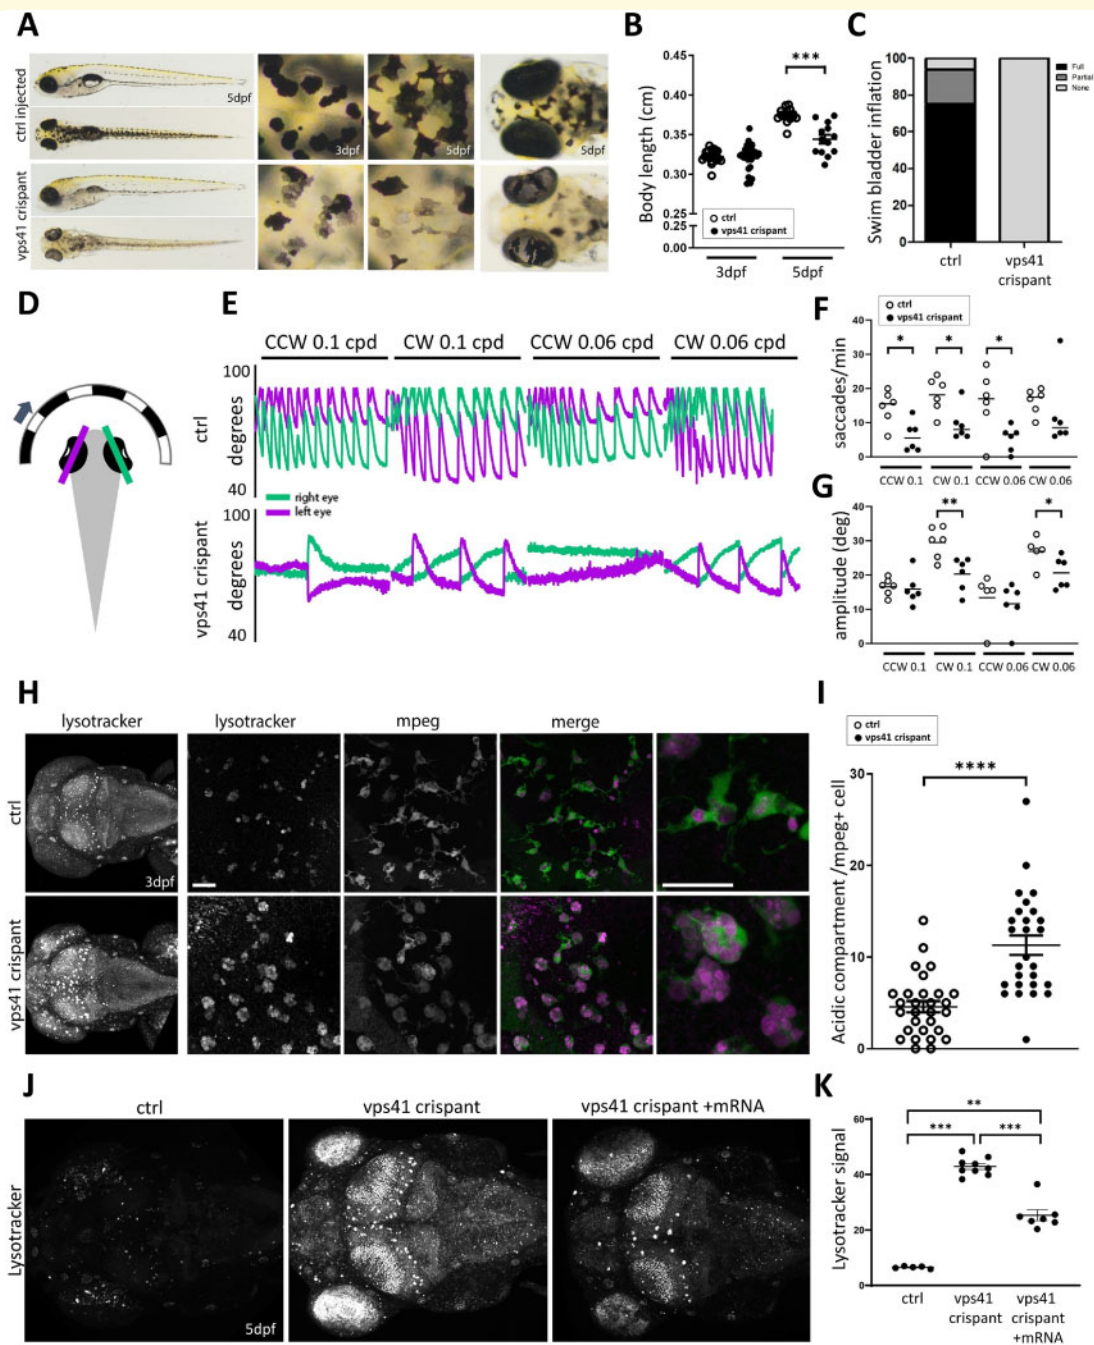 A
ctrl injected
vps41 crispant
5dpf
3dpf
5dpf
5dpf
B
Body length (cm)
0.45
0.40
0.35
0.30
0.25
0.25
0.00
***
ctrl
vps41 crispant
3dpf
5dpf
C
Swim bladder inflation
100
80
60
40
20
0
Full
Partial
None
ctrl
vps41
crispant
D
E
CCW 0.1 cpd
CW 0.1 cpd
CCW 0.06 cpd
CW 0.06 cpd
ctrl
degrees
100
40
right eye
left eye
vps41 crispant
degrees
100
40
F
ctrl
vps41 crispant
saccades/min
40
30
20
10
0
*
*
*
CCW 0.1
CW 0.1
CCW 0.06
CW 0.06
G
amplitude (deg)
40
30
20
10
0
**
*
CCW 0.1
CW 0.1
CCW 0.06
CW 0.06
H
lysotracker
lysotracker
mpeg
merge
ctrl
3dpf
vps41 crispant
I
ctrl
vps41 crispant
Acidic compartment /mpeg+ cell
30
20
10
0
****
J
ctrl
vps41 crispant
vps41 crispant +mRNA
Lysotracker
5dpf
K
Lysotracker signal
60
40
20
0
**
***
***
ctrl
vps41
crispant
vps41
crispant
+mRNA